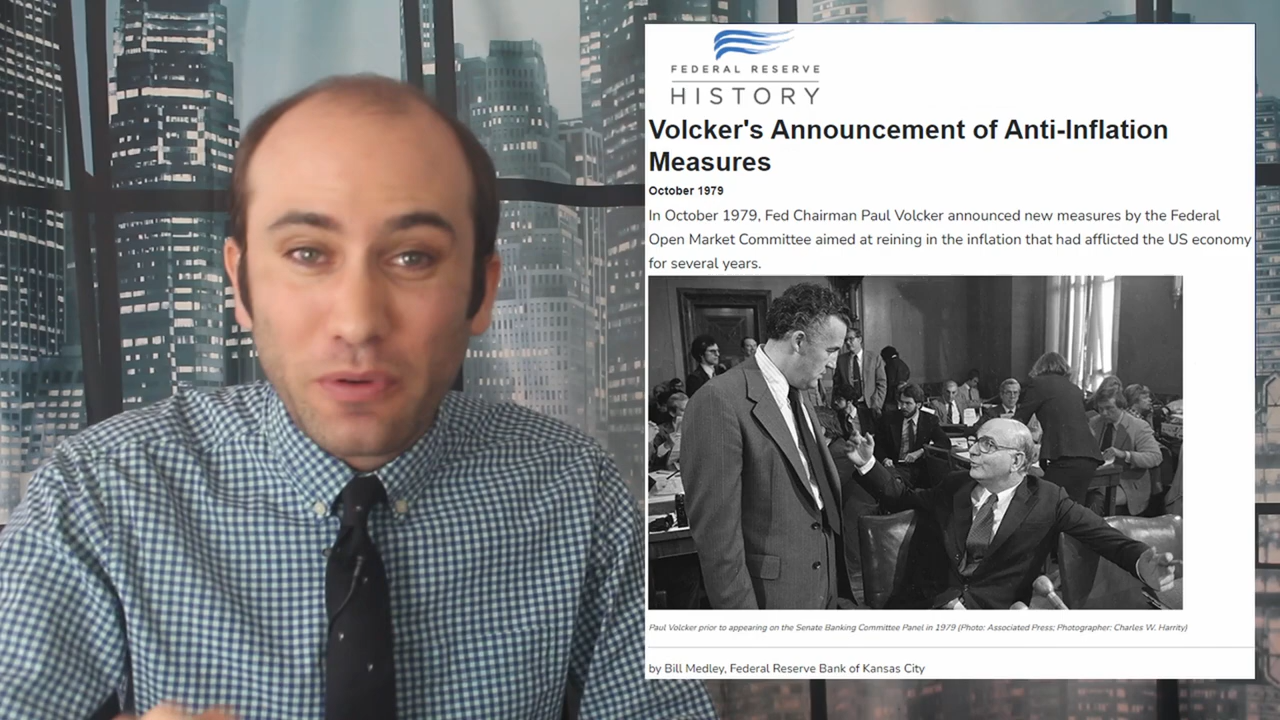 FEDERAL RESERVE
HISTORY
Volcker's Announcement of Anti-Inflation
Measures
October 1979
In October 1979, Fed Chairman Paul Volcker announced new measures by the Federal
Open Market Committee aimed at reining in the inflation that had afflicted the US economy
for several years.
Paul Volcker prior to appearing on the Senate Banking Committee Panel in 1979 (Photo: Associated Press; Photographer: Charles W. Harrity)
by Bill Medley, Federal Reserve Bank of Kansas City